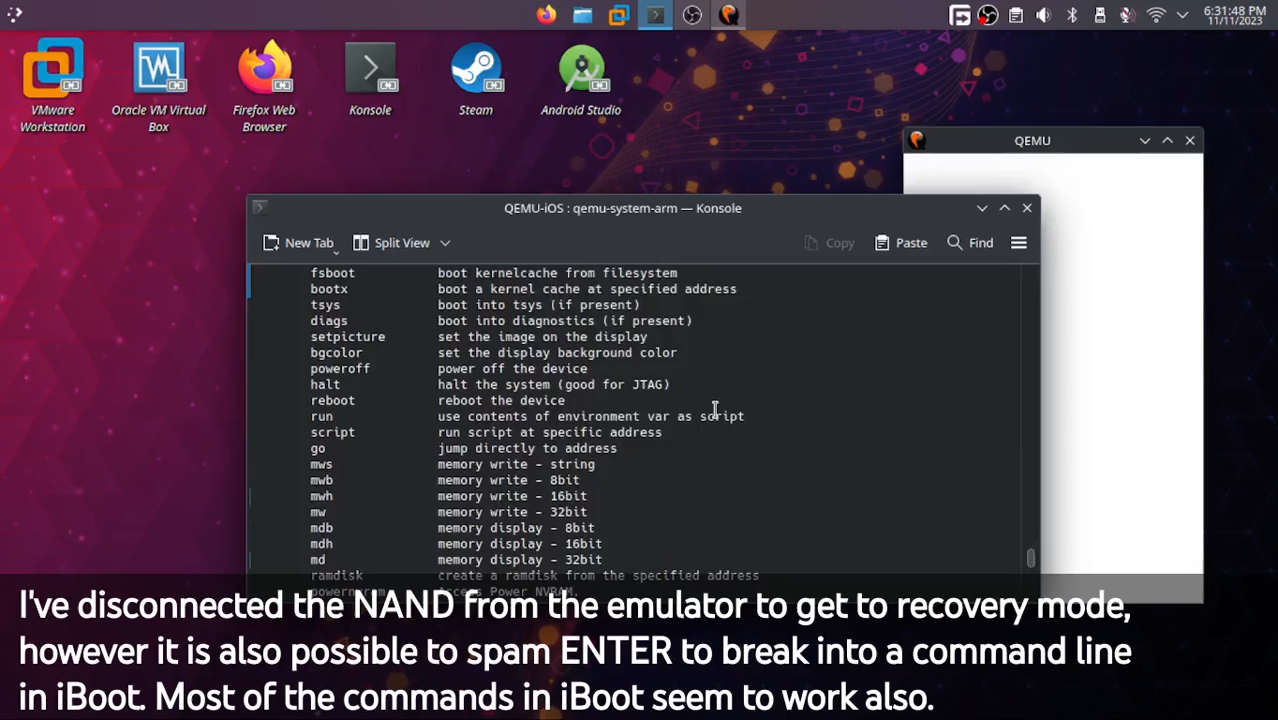 6:31:48 PM
11/11/2023
VMware
Workstation
Oracle VM Virtual
Box
Firefox Web
Browser
Konsole
Steam
Android Studio
QEMU
QEMU-iOS : qemu-system-arm — Konsole
New Tab
Split View
Copy
Paste
Find
fsboot boot kernelcache from filesystem
bootx boot a kernel cache at specified address
tsys boot into tsys (if present)
diags boot into diagnostics (if present)
setpicture set the image on the display
bgcolor set the display background color
poweroff power off the device
halt halt the system (good for JTAG)
reboot reboot the device
run use contents of environment var as script
script run script at specific address
go jump directly to address
mws memory write - string
mwb memory write - 8bit
mwh memory write - 16bit
mw memory write - 32bit
mdb memory display - 8bit
mdh memory display - 16bit
md memory display - 32bit
ramdisk create a ramdisk from the specified address
powernvram Access Power NVRAM.
I've disconnected the NAND from the emulator to get to recovery mode,
however it is also possible to spam ENTER to break into a command line
in iBoot. Most of the commands in iBoot seem to work also.